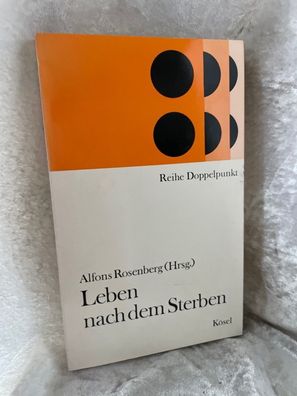 Reihe Doppelpunkt
Alfons Rosenberg (Hrsg.)
Leben
nach dem Sterben
Kösel